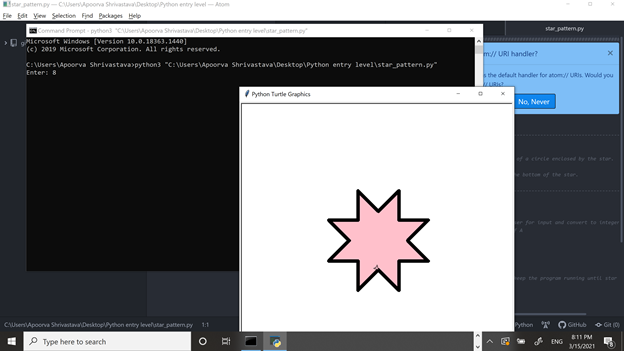 star_pattern.py — C:\Users\Apoorva Shrivastava\Desktop\Python entry level — Atom
File Edit View Selection Find Packages Help
Command Prompt - python3 "C:\Users\Apoorva Shrivastava\Desktop\Python entry level\star_pattern.py"
star_pattern.py
Microsoft Windows [Version 10.0.18363.1440]
(c) 2019 Microsoft Corporation. All rights reserved.
C:\Users\Apoorva Shrivastava>python3 "C:\Users\Apoorva Shrivastava\Desktop\Python entry level\star_pattern.py"
Enter: 8
m:// URI handler?
s the default handler for atom:// URIs. Would you
URIs?
No, Never
Python Turtle Graphics
of a circle enclosed by the star.
e bottom of the star.
er for input and convert to integer
keep the program running until star
C:\Users\Apoorva Shrivastava\Desktop\Python entry level\star_pattern.py 1:1
Python GitHub Git (0)
Type here to search
ENG
8:11 PM
3/15/2021